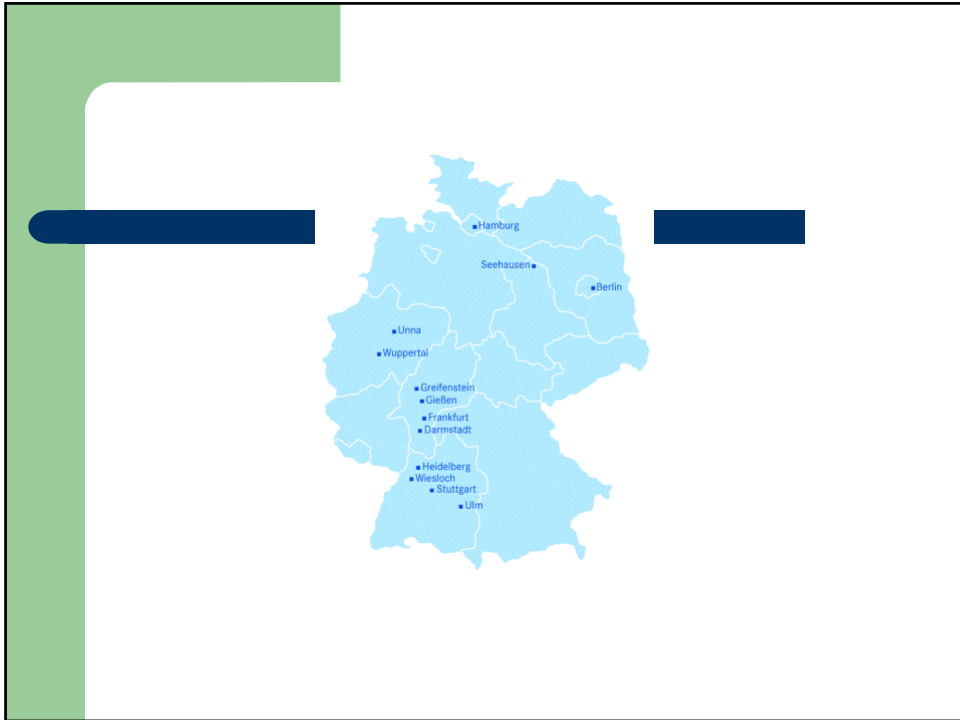 Hamburg
Seehausen
Berlin
Unna
Wuppertal
Greifenstein
Gießen
Frankfurt
Darmstadt
Heidelberg
Wiesloch
Stuttgart
Ulm